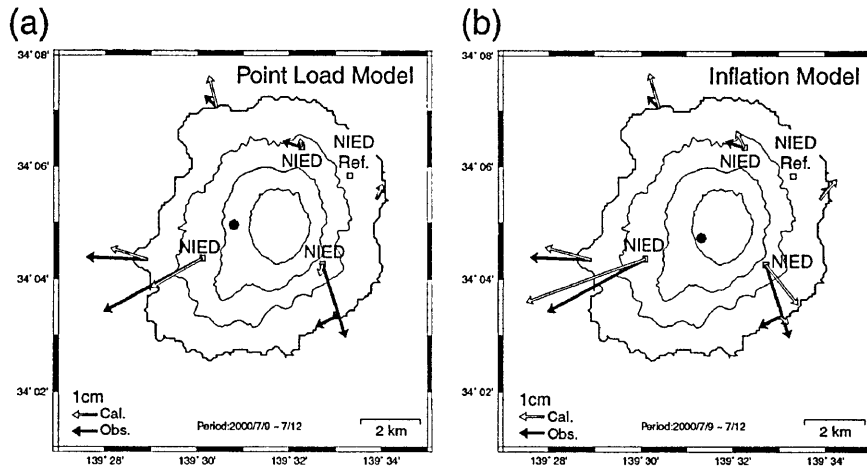 (a)
(b)
34° 08'
34° 06'
34° 04'
34° 02'
Point Load Model
NIED
NIED
Ref.
NIED
NIED
1cm
Cal.
Obs.
Period:2000/7/9 ~ 7/12
2 km
139° 28'
139° 30'
139° 32'
139° 34'
34° 08'
34° 06'
34° 04'
34° 02'
Inflation Model
NIED
NIED
Ref.
NIED
NIED
1cm
Cal.
Obs.
Period:2000/7/9 ~ 7/12
2 km
139° 28'
139° 30'
139° 32'
139° 34'